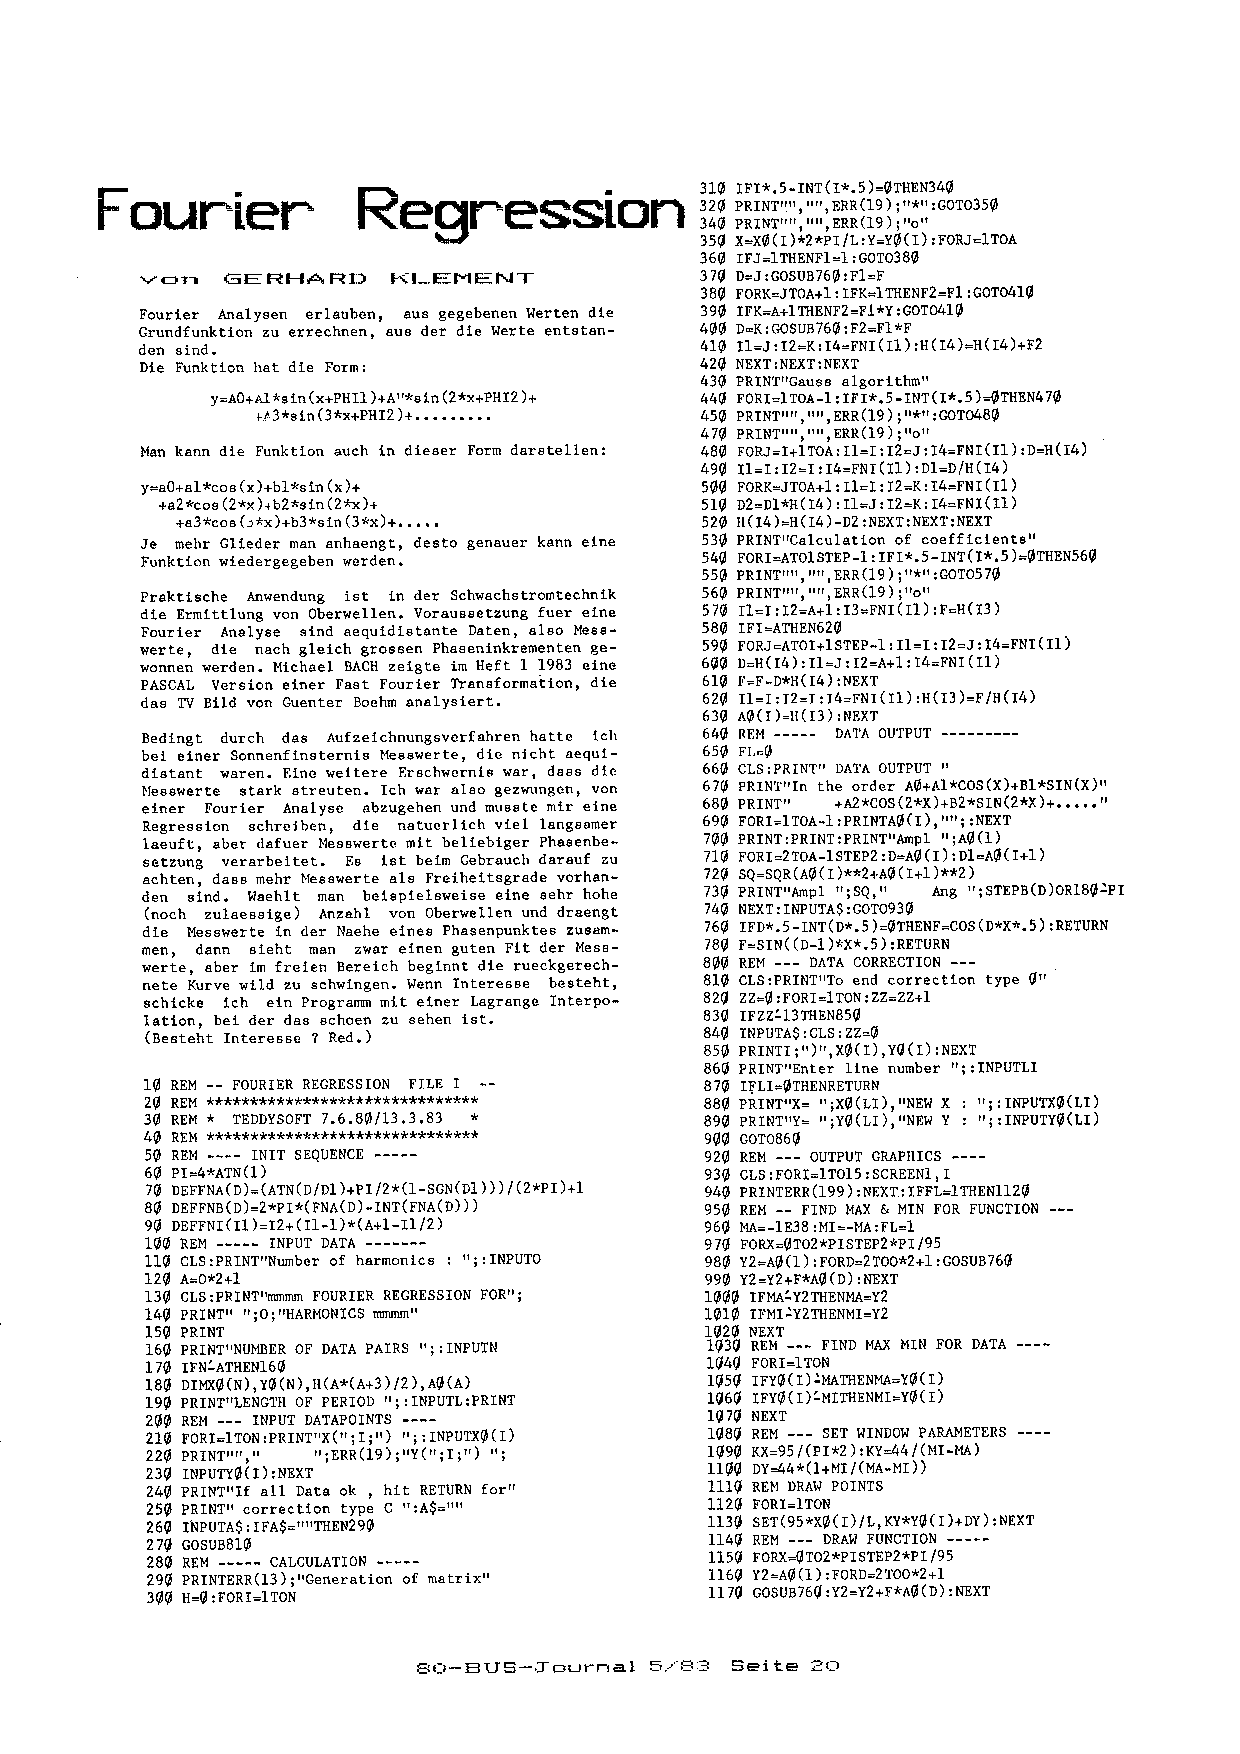 Fourier Regression
von GERHARD KLEMENT
Fourier Analysen erlauben, aus gegebenen Werten die
Grundfunktion zu errechnen, aus der die Werte entstan-
den sind.
Die Funktion hat die Form:
y=A0+A1*sin(x+PHI1)+A"*sin(2*x+PHI2)+
+A3*sin(3*x+PHI2)+.........
Man kann die Funktion auch in dieser Form darstellen:
y=a0+a1*cos(x)+b1*sin(x)+
+a2*cos(2*x)+b2*sin(2*x)+
+a3*cos(3*x)+b3*sin(3*x)+.....
Je mehr Glieder man anhaengt, desto genauer kann eine
Funktion wiedergegeben werden.
Praktische Anwendung ist in der Schwachstromtechnik
die Ermittlung von Oberwellen. Voraussetzung fuer eine
Fourier Analyse sind aequidistante Daten, also Mess-
werte, die nach gleich grossen Phaseninkrementen ge-
wonnen werden. Michael BACH zeigte im Heft 1 1983 eine
PASCAL Version einer Fast Fourier Transformation, die
das TV Bild von Guenter Boehm analysiert.
Bedingt durch das Aufzeichnungsverfahren hatte ich
bei einer Sonnenfinsternis Messwerte, die nicht aequi-
distant waren. Eine weitere Erschwernis war, dass die
Messwerte stark streuten. Ich war also gezwungen, von
einer Fourier Analyse abzugehen und musste mir eine
Regression schreiben, die natuerlich viel langsamer
laeuft, aber dafuer Messwerte mit beliebiger Phasenbe-
setzung verarbeitet. Es ist beim Gebrauch darauf zu
achten, dass mehr Messwerte als Freiheitsgrade vorhan-
den sind. Waehlt man beispielsweise eine sehr hohe
(noch zulaessige) Anzahl von Oberwellen und draengt
die Messwerte in der Naehe eines Phasenpunktes zusam-
men, dann sieht man zwar einen guten Fit der Mess-
werte, aber im freien Bereich beginnt die rueckgerech-
nete Kurve wild zu schwingen. Wenn Interesse besteht,
schicke ich ein Programm mit einer Lagrange Interpo-
lation, bei der das schoen zu sehen ist.
(Besteht Interesse ? Red.)
10 REM -- FOURIER REGRESSION  FILE I  --
20 REM *******************************
30 REM *  TEDDYSOFT 7.6.80/13.3.83   *
40 REM *******************************
50 REM ---- INIT SEQUENCE -----
60 PI=4*ATN(1)
70 DEFFNA(D)=(ATN(D/D1)+PI/2*(1-SGN(D1)))/(2*PI)+1
80 DEFFNB(D)=2*PI*(FNA(D)-INT(FNA(D)))
90 DEFFNI(I1)=I2+(I1-1)*(A+1-I1/2)
100 REM ----- INPUT DATA -------
110 CLS:PRINT"Number of harmonics : ";:INPUTO
120 A=O*2+1
130 CLS:PRINT"mmmm FOURIER REGRESSION FOR";
140 PRINT" ";O;"HARMONICS mmmm"
150 PRINT
160 PRINT"NUMBER OF DATA PAIRS ";:INPUTN
170 IFN-ATHEN160
180 DIMX0(N),Y0(N),H(A*(A+3)/2),A0(A)
190 PRINT"LENGTH OF PERIOD ";:INPUTL:PRINT
200 REM --- INPUT DATAPOINTS ----
210 FORI=1TON:PRINT"X(";I;") ";:INPUTX0(I)
220 PRINT"","      ";ERR(19);"Y(";I;") ";
230 INPUTY0(I):NEXT
240 PRINT"If all Data ok , hit RETURN for"
250 PRINT" correction type C ":A$=""
260 INPUTA$:IFA$=""THEN290
270 GOSUB810
280 REM ----- CALCULATION -----
290 PRINTERR(13);"Generation of matrix"
300 H=0:FORI=1TON
310 IFI*.5-INT(I*.5)=0THEN340
320 PRINT"","",ERR(19);"*":GOTO350
340 PRINT"","",ERR(19);"o"
350 X=X0(I)*2*PI/L:Y=Y0(I):FORJ=1TOA
360 IFJ=1THENF1=1:GOTO380
370 D=J:GOSUB760:F1=F
380 FORK=JTOA+1:IFK=1THENF2=F1:GOTO410
390 IFK=A+1THENF2=F1*Y:GOTO410
400 D=K:GOSUB760:F2=F1*F
410 I1=J:I2=K:I4=FNI(I1):H(I4)=H(I4)+F2
420 NEXT:NEXT:NEXT
430 PRINT"Gauss algorithm"
440 FORI=1TOA-1:IFI*.5-INT(I*.5)=0THEN470
450 PRINT"","",ERR(19);"*":GOTO480
470 PRINT"","",ERR(19);"o"
480 FORJ=I+1TOA:I1=I:I2=J:I4=FNI(I1):D=H(I4)
490 I1=I:I2=I:I4=FNI(I1):D1=D/H(I4)
500 FORK=JTOA+1:I1=I:I2=K:I4=FNI(I1)
510 D2=D1*H(I4):I1=J:I2=K:I4=FNI(I1)
520 H(I4)=H(I4)-D2:NEXT:NEXT:NEXT
530 PRINT"Calculation of coefficients"
540 FORI=ATO1STEP-1:IFI*.5-INT(I*.5)=0THEN560
550 PRINT"","",ERR(19);"*":GOTO570
560 PRINT"","",ERR(19);"o"
570 I1=I:I2=A+1:I3=FNI(I1):F=H(I3)
580 IFI=ATHEN620
590 FORJ=ATOI+1STEP-1:I1=I:I2=J:I4=FNI(I1)
600 D=H(I4):I1=J:I2=A+1:I4=FNI(I1)
610 F=F-D*H(I4):NEXT
620 I1=I:I2=I:I4=FNI(I1):H(I3)=F/H(I4)
630 A0(I)=H(I3):NEXT
640 REM -----  DATA OUTPUT ---------
650 FL=0
660 CLS:PRINT" DATA OUTPUT "
670 PRINT"In the order A0+A1*COS(X)+B1*SIN(X)"
680 PRINT"     +A2*COS(2*X)+B2*SIN(2*X)+....."
690 FORI=1TOA-1:PRINTA0(I),"";:NEXT
700 PRINT:PRINT:PRINT"Ampl ";A0(1)
710 FORI=2TOA-1STEP2:D=A0(I):D1=A0(I+1)
720 SQ=SQR(A0(I)**2+A0(I+1)**2)
730 PRINT"Ampl ";SQ,"    Ang ";STEPB(D)OR180-PI
740 NEXT:INPUTA$:GOTO930
760 IFD*.5-INT(D*.5)=0THENF=COS(D*X*.5):RETURN
780 F=SIN((D-1)*X*.5):RETURN
800 REM --- DATA CORRECTION ---
810 CLS:PRINT"To end correction type 0"
820 ZZ=0:FORI=1TON:ZZ=ZZ+1
830 IFZZ-13THEN850
840 INPUTA$:CLS:ZZ=0
850 PRINTI;")",X0(I),Y0(I):NEXT
860 PRINT"Enter line number ";:INPUTLI
870 IFLI=0THENRETURN
880 PRINT"X= ";X0(LI),"NEW X : ";:INPUTX0(LI)
890 PRINT"Y= ";Y0(LI),"NEW Y : ";:INPUTY0(LI)
900 GOTO860
920 REM --- OUTPUT GRAPHICS ----
930 CLS:FORI=1TO15:SCREEN1,I
940 PRINTERR(199):NEXT:IFFL=1THEN1120
950 REM -- FIND MAX & MIN FOR FUNCTION ---
960 MA=-1E38:MI=-MA:FL=1
970 FORX=0TO2*PISTEP2*PI/95
980 Y2=A0(1):FORD=2TOO*2+1:GOSUB760
990 Y2=Y2+F*A0(D):NEXT
1000 IFMA-Y2THENMA=Y2
1010 IFMI-Y2THENMI=Y2
1020 NEXT
1030 REM --- FIND MAX MIN FOR DATA ----
1040 FORI=1TON
1050 IFY0(I)-MATHENMA=Y0(I)
1060 IFY0(I)-MITHENMI=Y0(I)
1070 NEXT
1080 REM --- SET WINDOW PARAMETERS ----
1090 KX=95/(PI*2):KY=44/(MI-MA)
1100 DY=44*(1+MI/(MA-MI))
1110 REM DRAW POINTS
1120 FORI=1TON
1130 SET(95*X0(I)/L,KY*Y0(I)+DY):NEXT
1140 REM --- DRAW FUNCTION -----
1150 FORX=0TO2*PISTEP2*PI/95
1160 Y2=A0(1):FORD=2TOO*2+1
1170 GOSUB760:Y2=Y2+F*A0(D):NEXT
80-BUS-Journal 5/83 Seite 20